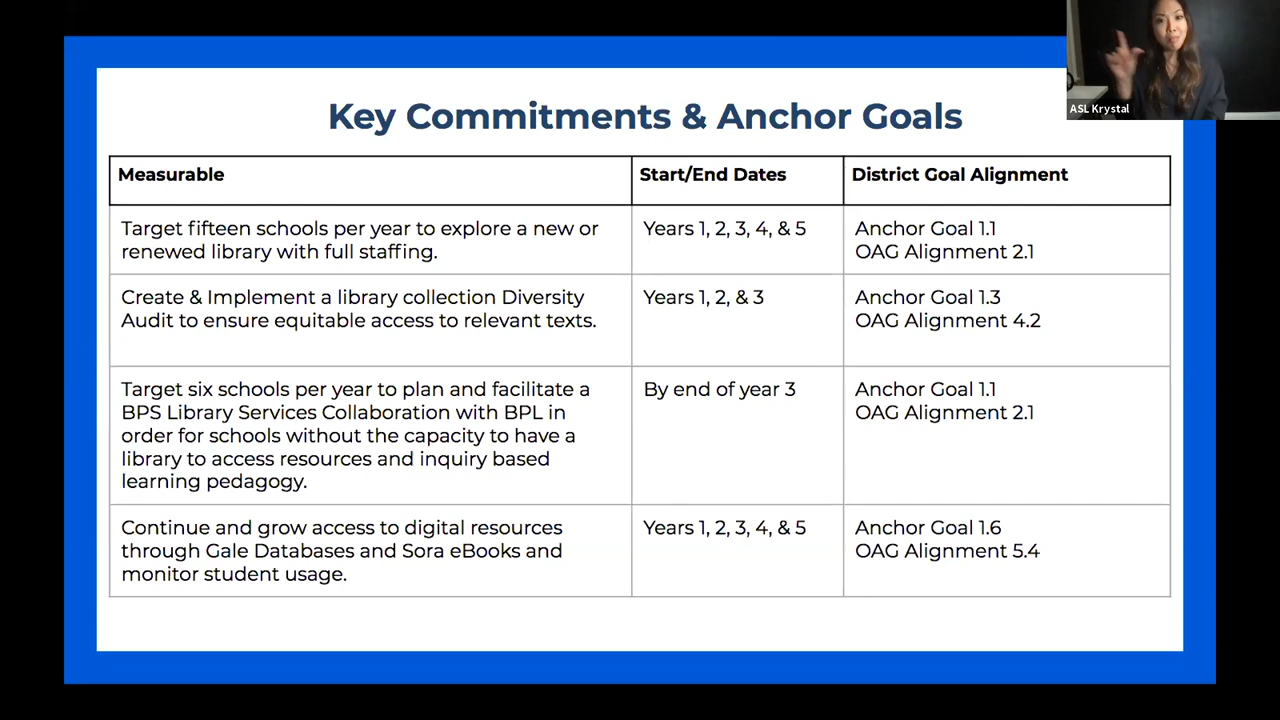 ASL Krystal
Key Commitments & Anchor Goals
Measurable
Start/End Dates
District Goal Alignment
Target fifteen schools per year to explore a new or
renewed library with full staffing.
Years 1, 2, 3, 4, & 5
Anchor Goal 1.1
OAG Alignment 2.1
Create & Implement a library collection Diversity
Audit to ensure equitable access to relevant texts.
Years 1, 2, & 3
Anchor Goal 1.3
OAG Alignment 4.2
Target six schools per year to plan and facilitate a
BPS Library Services Collaboration with BPL in
order for schools without the capacity to have a
library to access resources and inquiry based
learning pedagogy.
By end of year 3
Anchor Goal 1.1
OAG Alignment 2.1
Continue and grow access to digital resources
through Gale Databases and Sora eBooks and
monitor student usage.
Years 1, 2, 3, 4, & 5
Anchor Goal 1.6
OAG Alignment 5.4